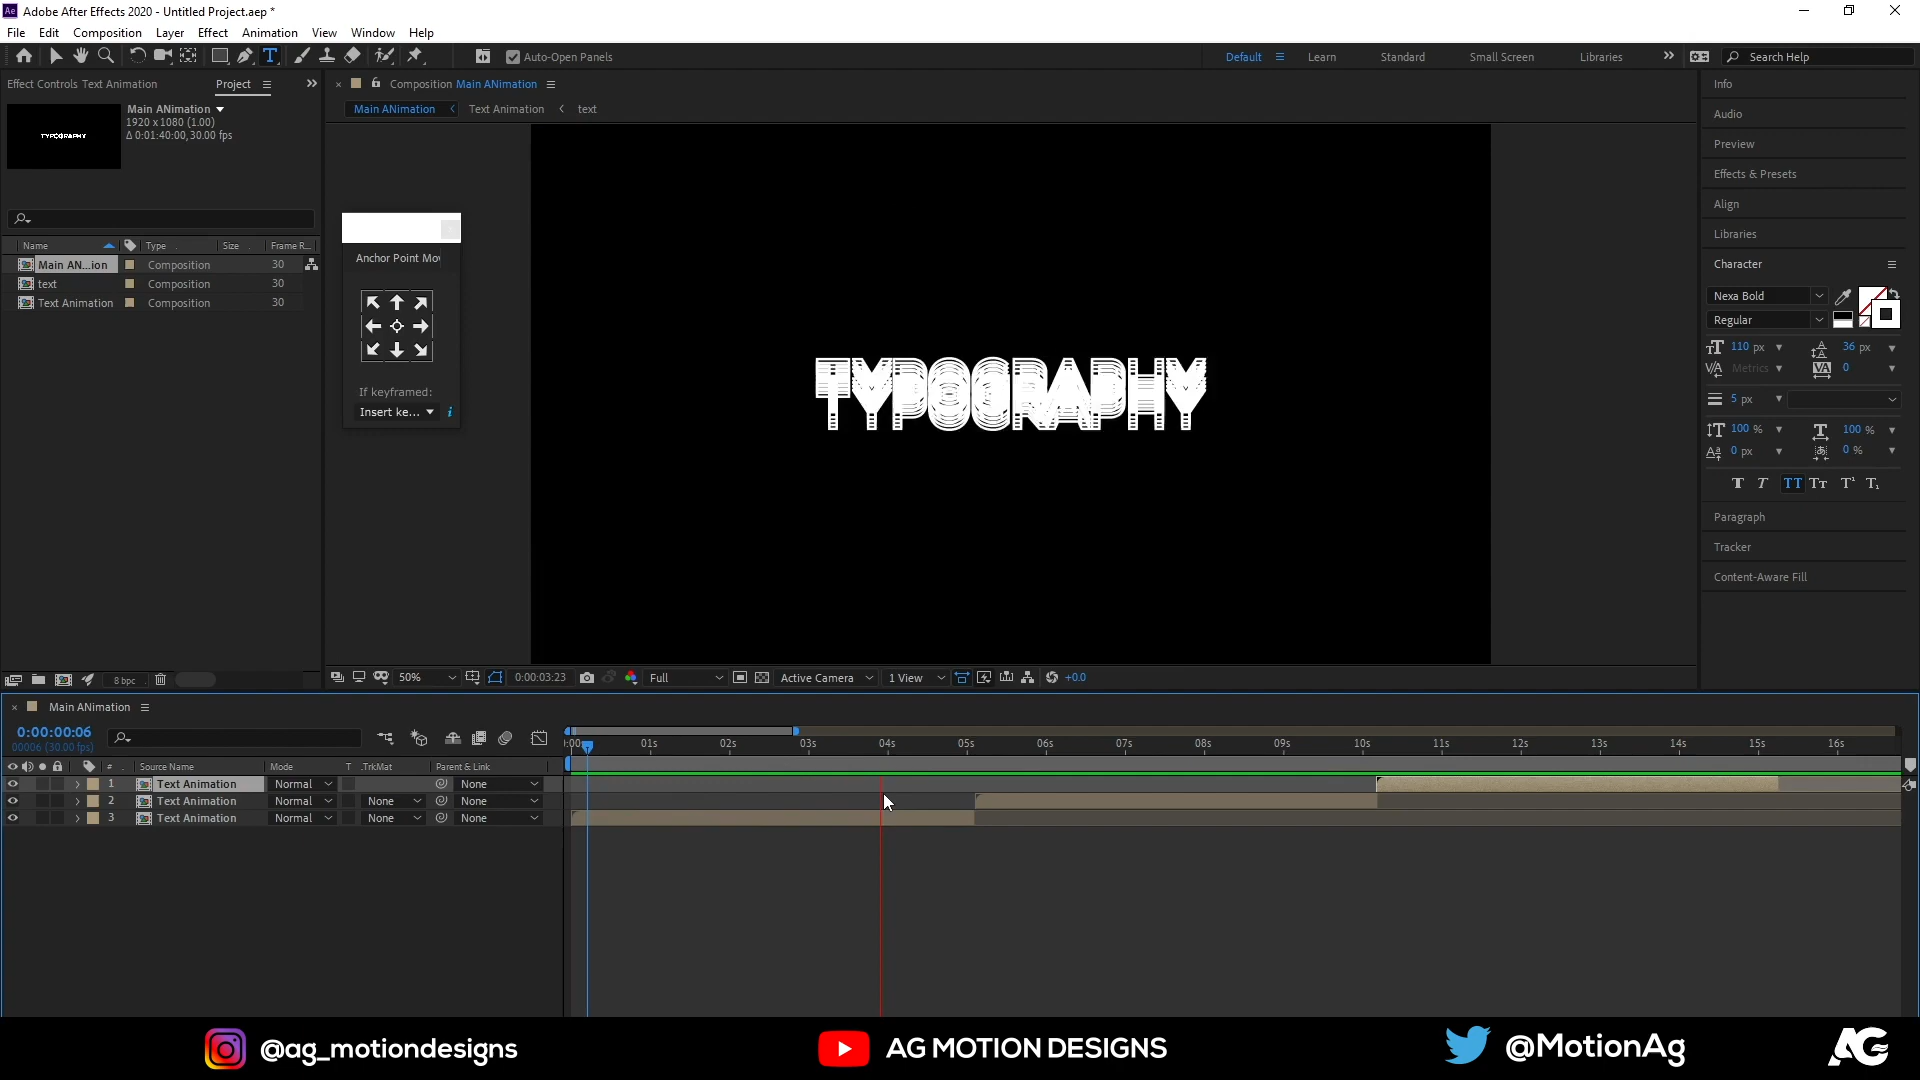 Ae Adobe After Effects 2020 - Untitled Project.aep *
File Edit Composition Layer Effect Animation View Window Help
Auto-Open Panels Default Learn Standard Small Screen Libraries Search Help
Effect Controls Text Animation Project
Main ANimation
1920 x 1080 (1.00)
Δ 0:01:40:00, 30.00 fps
TYPOGRAPHY
Name Type Size Frame R...
Main AN...ion Composition 30
text Composition 30
Text Animation Composition 30
8 bpc
Composition Main ANimation
Main ANimation Text Animation text
Anchor Point Mov
If keyframed:
Insert ke...
TYPOGRAPHY
50% 0:00:03:23 Full Active Camera 1 View +0.0
Info
Audio
Preview
Effects & Presets
Align
Libraries
Character
Nexa Bold
Regular
110 px 36 px
Metrics 0
5 px
100 % 100 %
0 px 0 %
T T TT Tт T¹ T₁
Paragraph
Tracker
Content-Aware Fill
Main ANimation
0:00:00:06
00006 (30.00 fps)
:00 01s 02s 03s 04s 05s 06s 07s 08s 09s 10s 11s 12s 13s 14s 15s 16s
# Source Name Mode T .TrkMat Parent & Link
1 Text Animation Normal None
2 Text Animation Normal None None
3 Text Animation Normal None None
@ag_motiondesigns AG MOTION DESIGNS @MotionAg AG